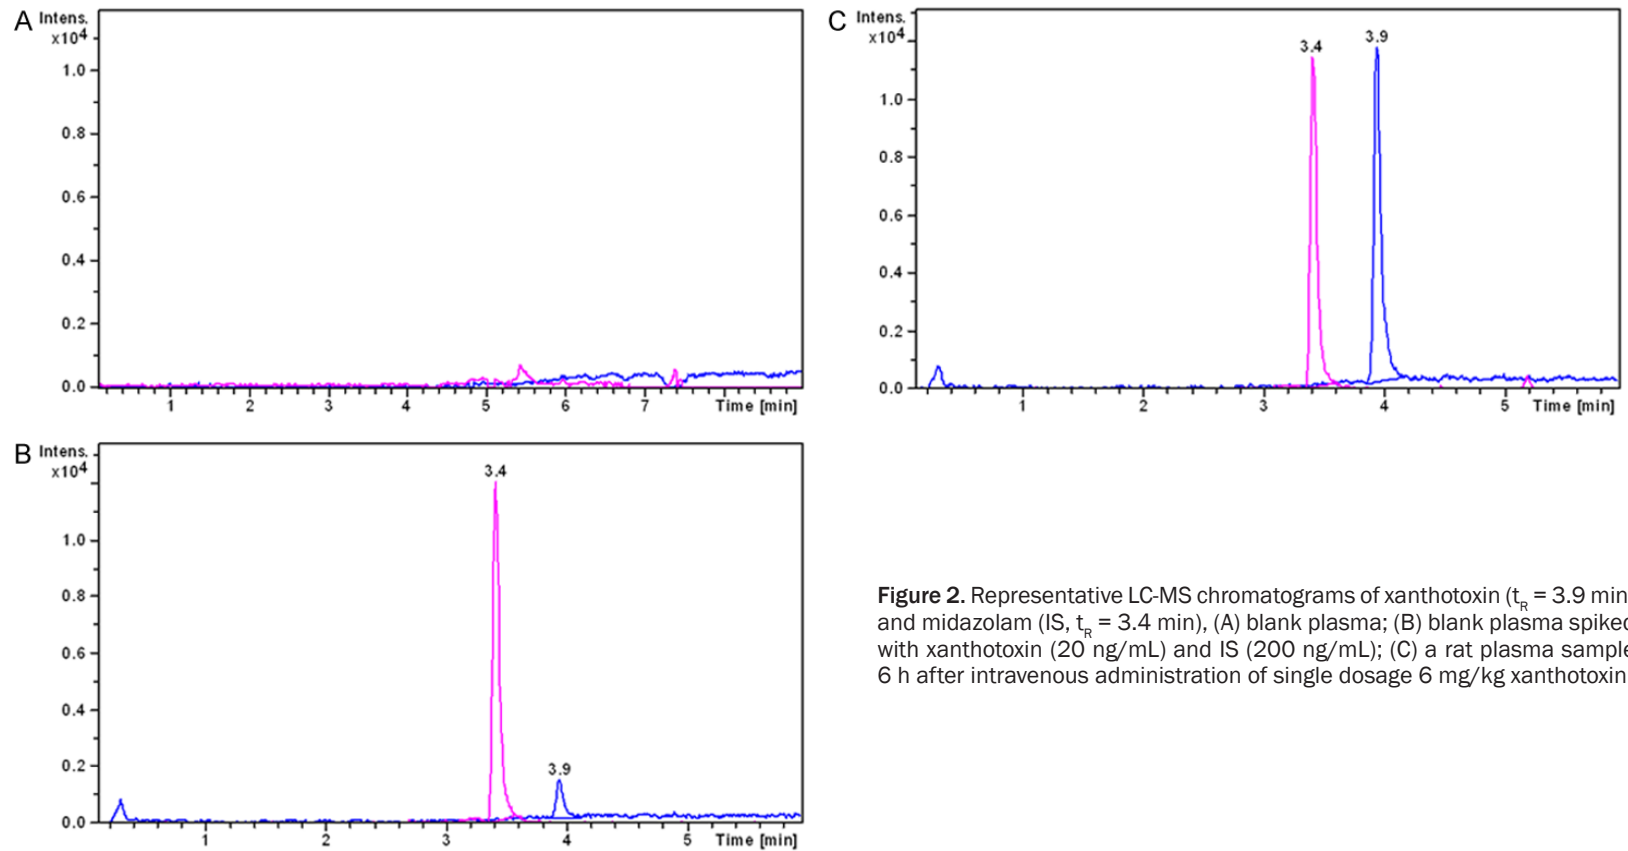 A
Intens.
x10⁴
1.0
0.8
0.6
0.4
0.2
0.0
1 2 3 4 5 6 7 Time [min]
B
Intens.
x10⁴
3.4
1.0
0.8
0.6
0.4
3.9
0.2
0.0
1 2 3 4 5 Time [min]
C
Intens.
x10⁴
3.4 3.9
1.0
0.8
0.6
0.4
0.2
0.0
1 2 3 4 5 Time [min]
Figure 2. Representative LC-MS chromatograms of xanthotoxin (tR = 3.9 min
and midazolam (IS, tR = 3.4 min), (A) blank plasma; (B) blank plasma spiked
with xanthotoxin (20 ng/mL) and IS (200 ng/mL); (C) a rat plasma sample
6 h after intravenous administration of single dosage 6 mg/kg xanthotoxin